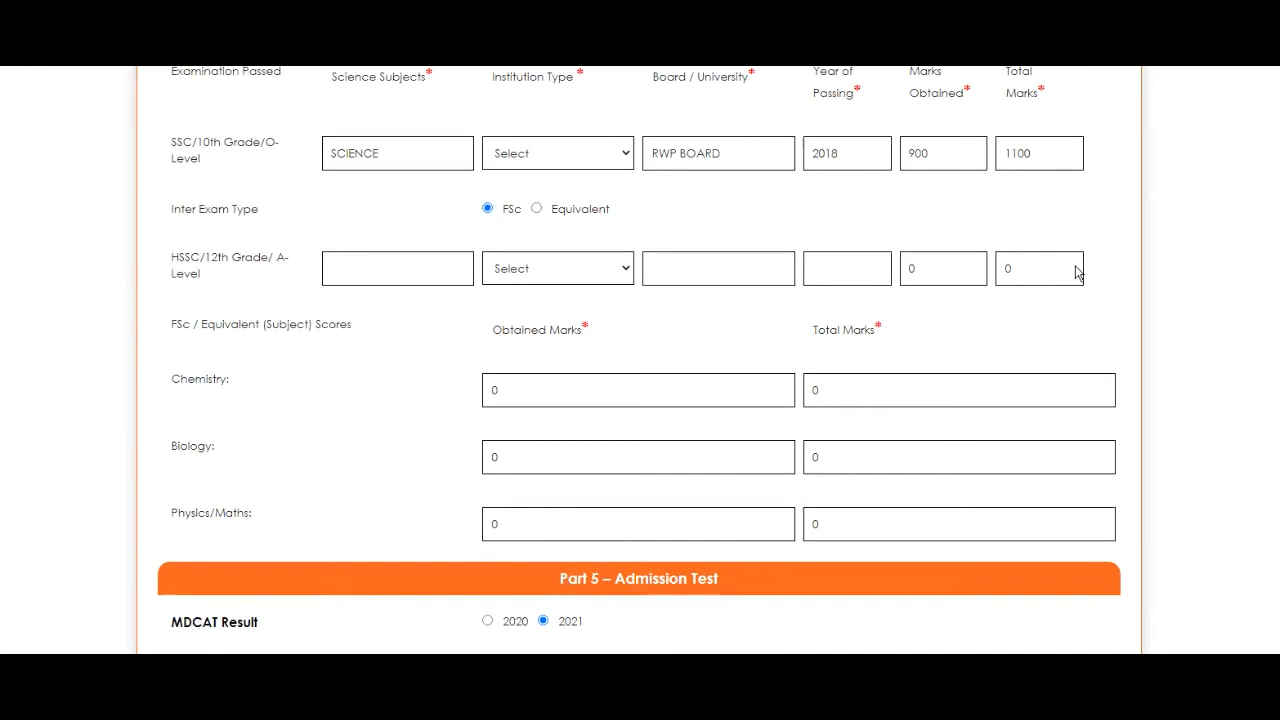 Examination Passed
Science Subjects*
Institution Type *
Board / University*
Year of
Passing*
Marks
Obtained*
Total
Marks*
SSC/10th Grade/O-
Level
SCIENCE
Select
RWP BOARD
2018
900
1100
Inter Exam Type
FSc
Equivalent
HSSC/12th Grade/ A-
Level
Select
0
0
FSc / Equivalent (Subject) Scores
Obtained Marks*
Total Marks*
Chemistry:
0
0
Biology:
0
0
Physics/Maths:
0
0
Part 5 – Admission Test
MDCAT Result
2020
2021